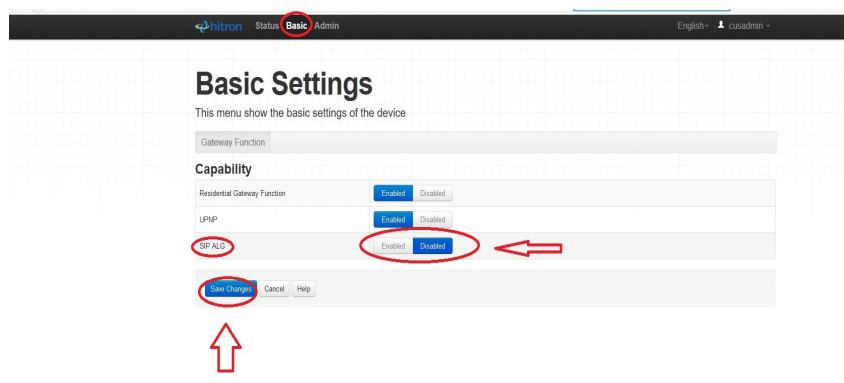 hitron Status Basic Admin English cusadmin
Basic Settings
This menu show the basic settings of the device
Gateway Function
Capability
Residential Gateway Function Enabled Disabled
UPNP Enabled Disabled
SIP ALG Enabled Disabled
Save Changes Cancel Help